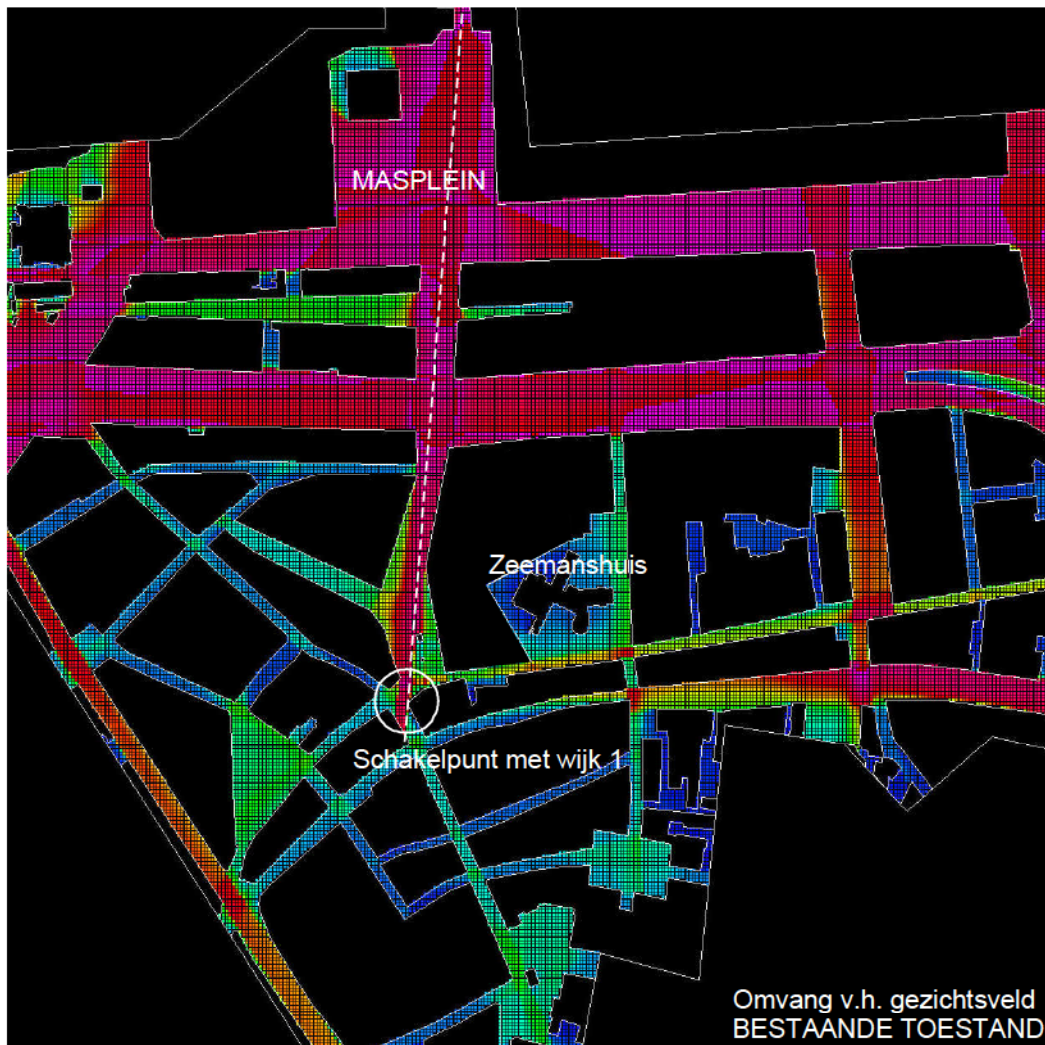 MASPLEIN
Zeemanshuis
Schakelpunt met wijk 1
Omvang v.h. gezichtsveld
BESTAANDE TOESTAND